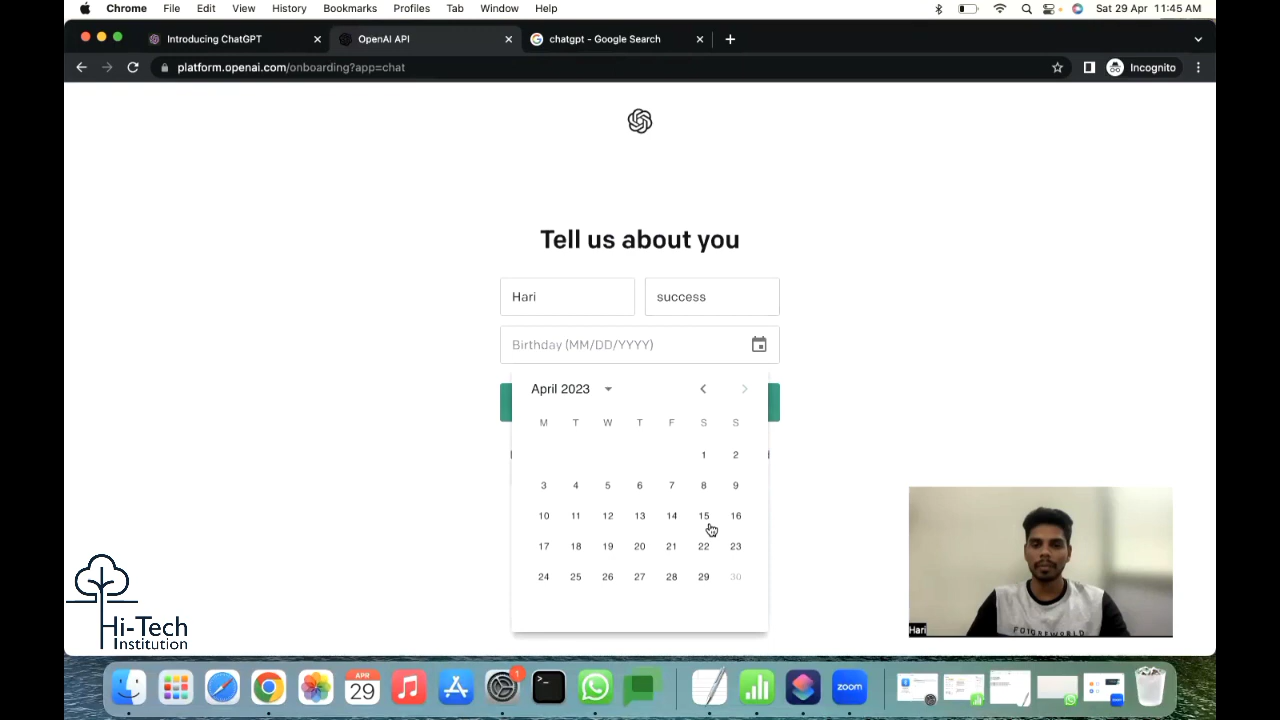 Chrome File Edit View History Bookmarks Profiles Tab Window Help Sat 29 Apr 11:45 AM
Introducing ChatGPT OpenAI API chatgpt - Google Search
platform.openai.com/onboarding?app=chat Incognito
Tell us about you
Hari success
Birthday (MM/DD/YYYY)
April 2023
M T W T F S S
1 2
3 4 5 6 7 8 9
10 11 12 13 14 15 16
17 18 19 20 21 22 23
24 25 26 27 28 29 30
Hari
Hi-Tech
Institution
APR
29
1
zoom